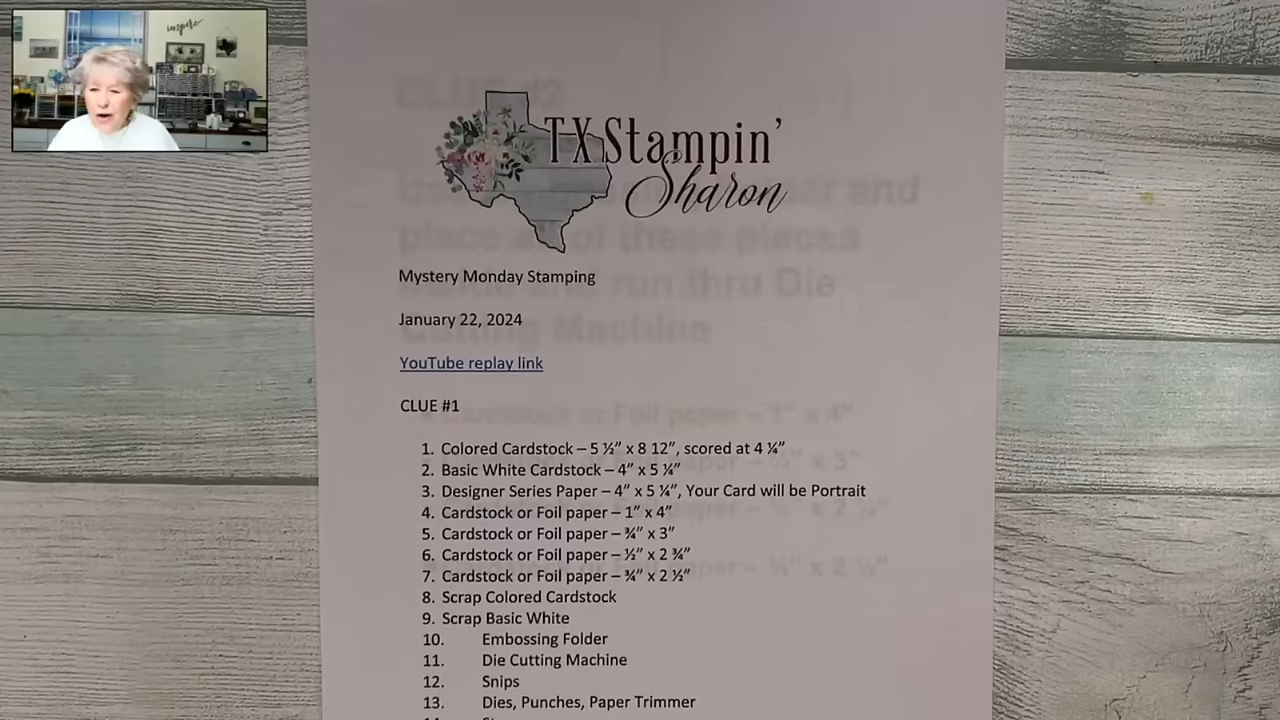 inspire
TX Stampin'
Sharon
Mystery Monday Stamping
January 22, 2024
YouTube replay link
CLUE #1
1. Colored Cardstock – 5 ½" x 8 12", scored at 4 ¼"
2. Basic White Cardstock – 4" x 5 ¼"
3. Designer Series Paper – 4" x 5 ¼", Your Card will be Portrait
4. Cardstock or Foil paper – 1" x 4"
5. Cardstock or Foil paper – ¾" x 3"
6. Cardstock or Foil paper – ½" x 2 ¾"
7. Cardstock or Foil paper – ¾" x 2 ½"
8. Scrap Colored Cardstock
9. Scrap Basic White
10. Embossing Folder
11. Die Cutting Machine
12. Snips
13. Dies, Punches, Paper Trimmer